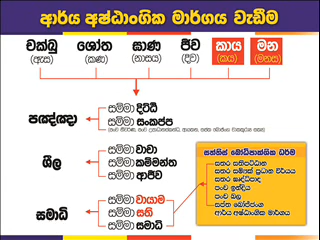 ආර්ය අෂ්ඨාංගික මාර්ගය වැඩීම
චක්ඛු ශෝත ඝාණ ජීව කාය මන
(ඇස) (කණ) (නාසය) (දිව) (කය) (මනස)
පඤ්ඤා
සම්මා දිට්ඨි
සම්මා සංකප්ප
ශීල
සම්මා වාචා
සම්මා කම්මන්ත
සම්මා ආජීව
සමාධි
සම්මා වායාම
සම්මා සති
සම්මා සමාධි
සත්තිස් බෝධිපාක්ෂික ධර්ම
සතර සතිපට්ඨාන
සතර සම්‍යක් ප්‍රධාන වීර්යය
සතර ඍද්ධිපාද
පංච ඉන්ද්‍රිය
පංච බල
සප්ත බොජ්ඣංග
ආර්ය අෂ්ඨාංගික මාර්ගය